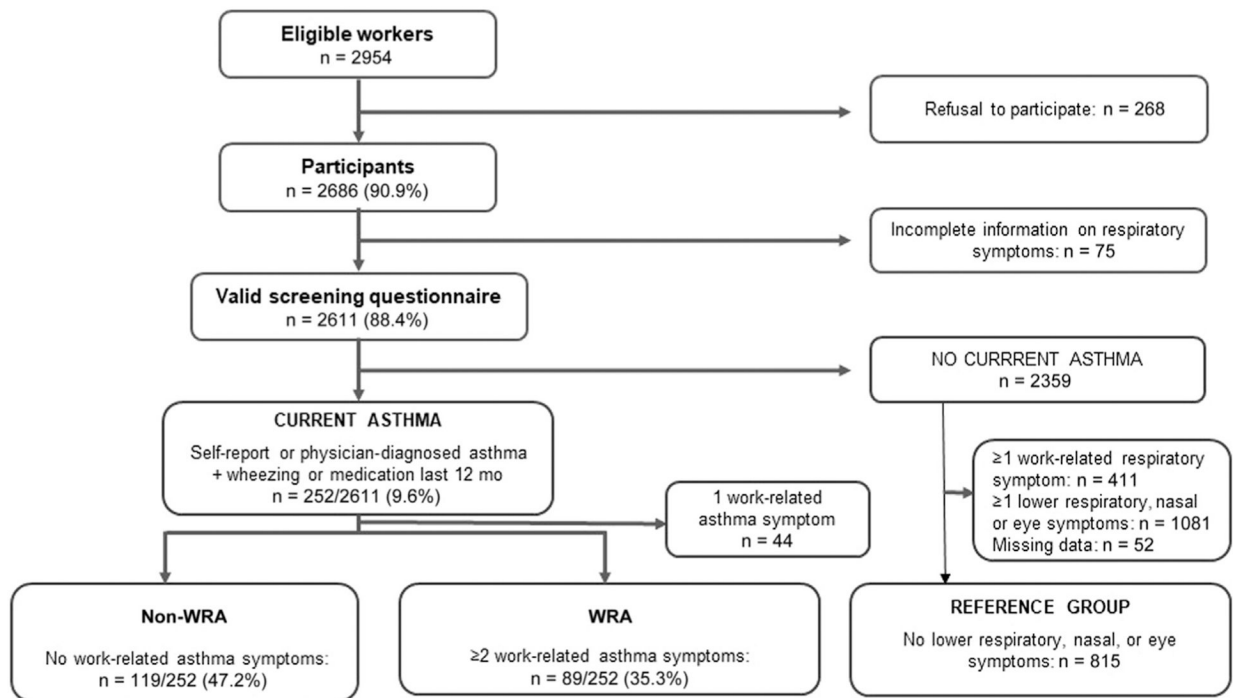 Eligible workers
n = 2954
Refusal to participate: n = 268
Participants
n = 2686 (90.9%)
Incomplete information on respiratory
symptoms: n = 75
Valid screening questionnaire
n = 2611 (88.4%)
NO CURRRENT ASTHMA
n = 2359
CURRENT ASTHMA
Self-report or physician-diagnosed asthma
+ wheezing or medication last 12 mo
n = 252/2611 (9.6%)
≥1 work-related respiratory
symptom: n = 411
≥1 lower respiratory, nasal
or eye symptoms: n = 1081
Missing data: n = 52
1 work-related
asthma symptom
n = 44
Non-WRA
No work-related asthma symptoms:
n = 119/252 (47.2%)
WRA
≥2 work-related asthma symptoms:
n = 89/252 (35.3%)
REFERENCE GROUP
No lower respiratory, nasal, or eye
symptoms: n = 815